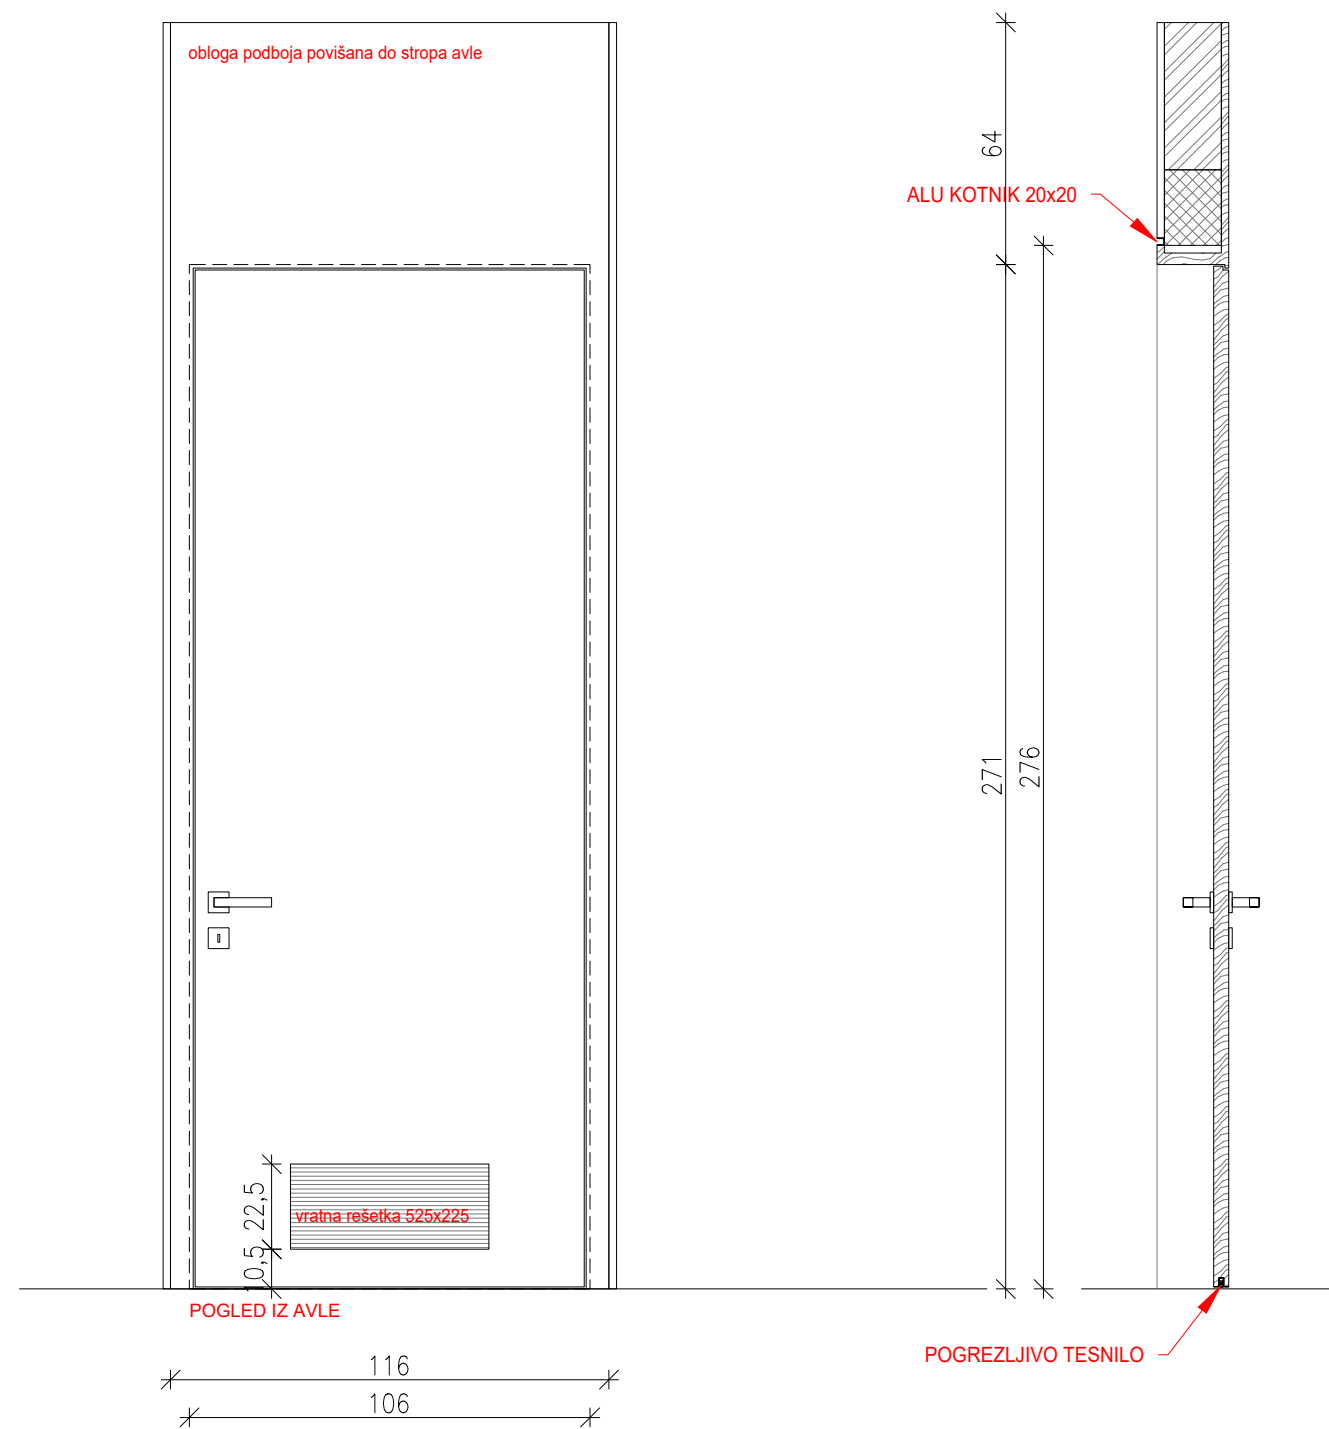 obloga podboja povišana do stropa avle
64
ALU KOTNIK 20x20
271
276
22,5
vratna rešetka 525x225
10,5
POGLED IZ AVLE
POGREZLJIVO TESNILO
116
106